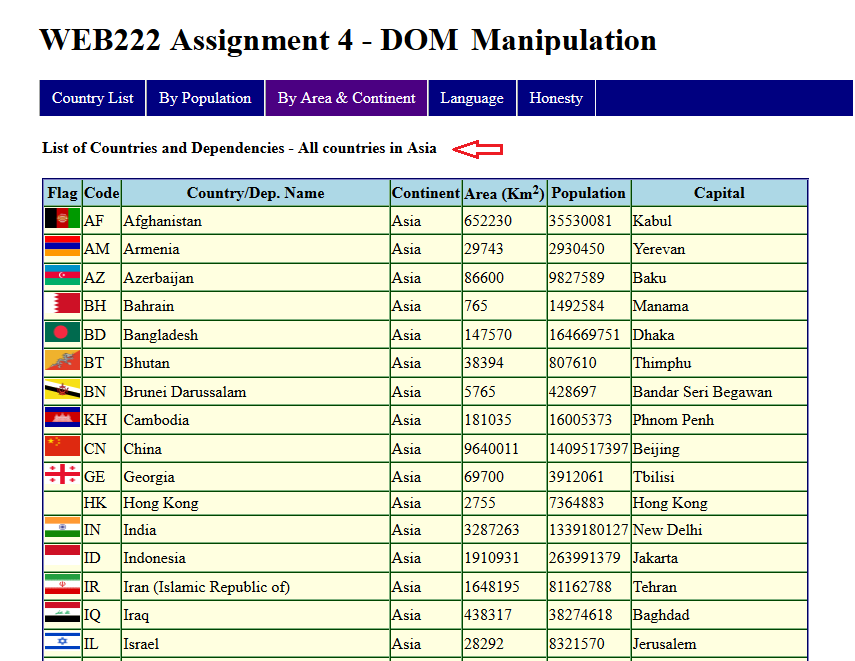 WEB222 Assignment 4 - DOM Manipulation
Country List By Population By Area & Continent Language Honesty
List of Countries and Dependencies - All countries in Asia
Flag Code Country/Dep. Name Continent Area (Km²) Population Capital
AF Afghanistan Asia 652230 35530081 Kabul
AM Armenia Asia 29743 2930450 Yerevan
AZ Azerbaijan Asia 86600 9827589 Baku
BH Bahrain Asia 765 1492584 Manama
BD Bangladesh Asia 147570 164669751 Dhaka
BT Bhutan Asia 38394 807610 Thimphu
BN Brunei Darussalam Asia 5765 428697 Bandar Seri Begawan
KH Cambodia Asia 181035 16005373 Phnom Penh
CN China Asia 9640011 1409517397 Beijing
GE Georgia Asia 69700 3912061 Tbilisi
HK Hong Kong Asia 2755 7364883 Hong Kong
IN India Asia 3287263 1339180127 New Delhi
ID Indonesia Asia 1910931 263991379 Jakarta
IR Iran (Islamic Republic of) Asia 1648195 81162788 Tehran
IQ Iraq Asia 438317 38274618 Baghdad
IL Israel Asia 28292 8321570 Jerusalem